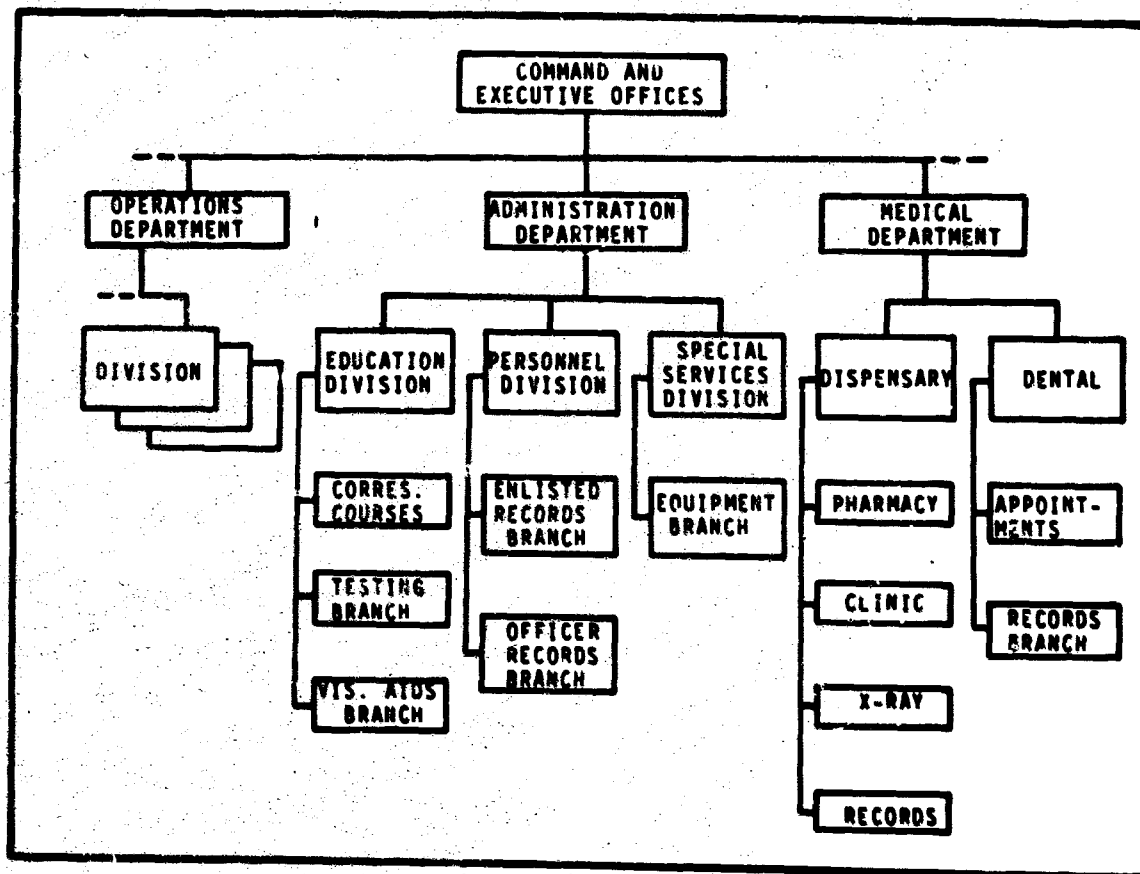 COMMAND AND
EXECUTIVE OFFICES
OPERATIONS
DEPARTMENT
ADMINISTRATION
DEPARTMENT
MEDICAL
DEPARTMENT
DIVISION
EDUCATION
DIVISION
PERSONNEL
DIVISION
SPECIAL
SERVICES
DIVISION
DISPENSARY
DENTAL
CORRES.
COURSES
ENLISTED
RECORDS
BRANCH
EQUIPMENT
BRANCH
PHARMACY
APPOINT-
MENTS
TESTING
BRANCH
OFFICER
RECORDS
BRANCH
CLINIC
RECORDS
BRANCH
VIS. AIDS
BRANCH
X-RAY
RECORDS